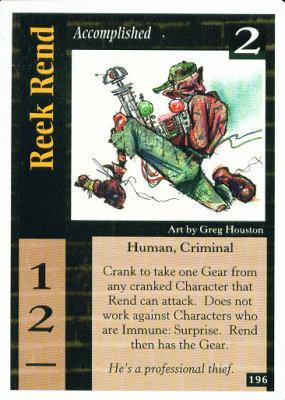 Reek Rend
Accomplished
2
Art by Greg Houston
Human, Criminal
Crank to take one Gear from
any cranked Character that
Rend can attack. Does not
work against Characters who
are Immune: Surprise. Rend
then has the Gear.
He's a professional thief.
1
2
—
196